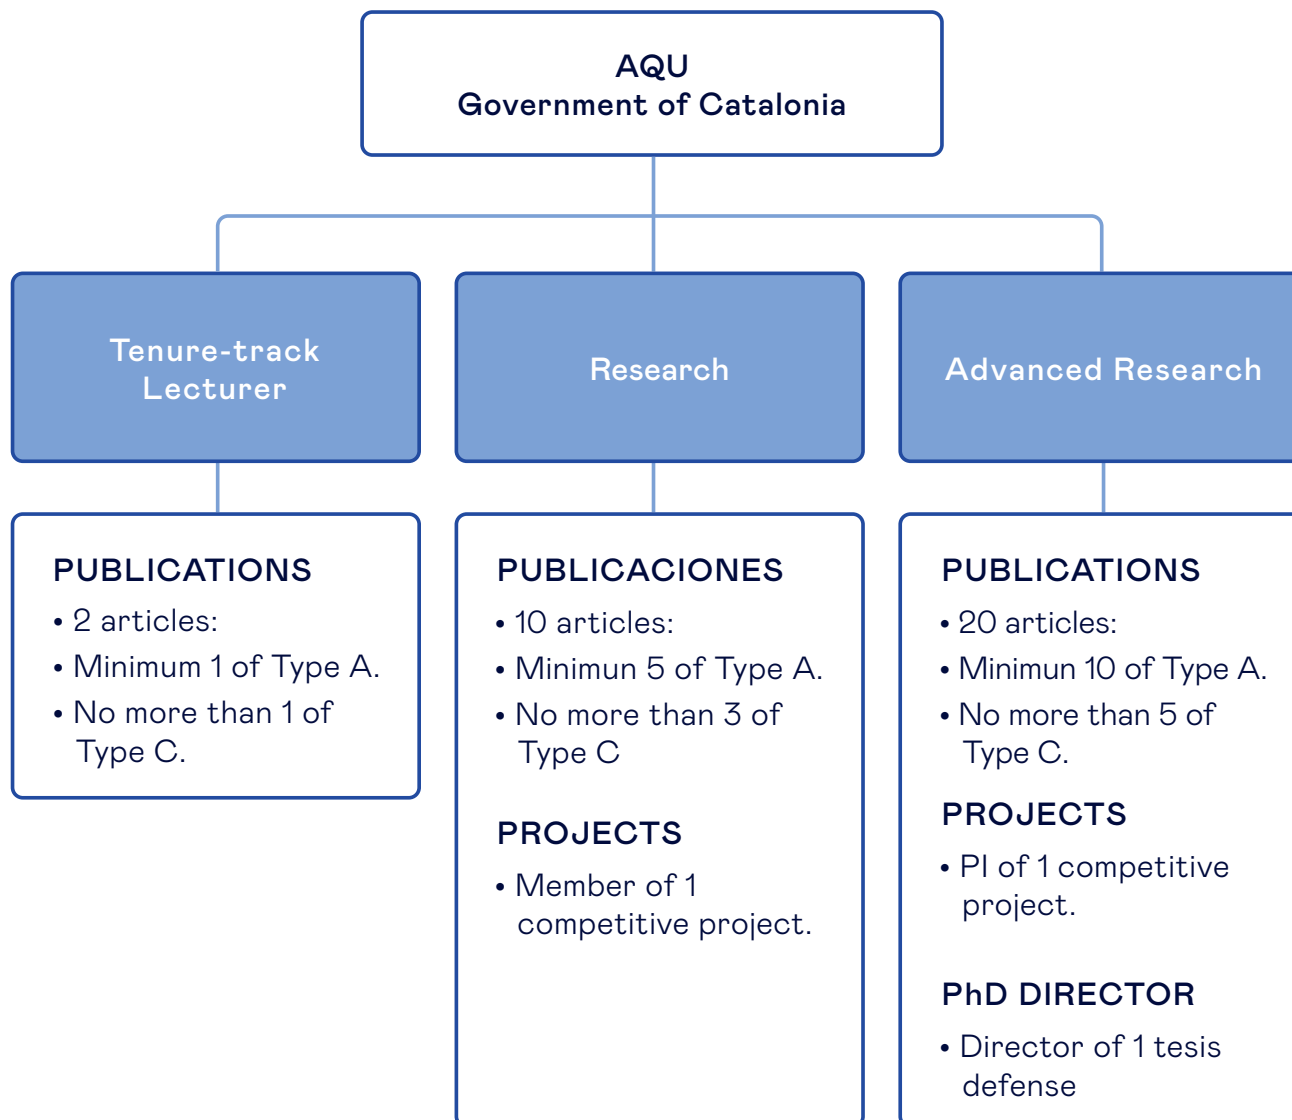 AQU
Government of Catalonia
Tenure-track
Lecturer
Research
Advanced Research
PUBLICATIONS
• 2 articles:
• Minimum 1 of Type A.
• No more than 1 of
Type C.
PUBLICACIONES
• 10 articles:
• Minimun 5 of Type A.
• No more than 3 of
Type C
PROJECTS
• Member of 1
competitive project.
PUBLICATIONS
• 20 articles:
• Minimun 10 of Type A.
• No more than 5 of
Type C.
PROJECTS
• PI of 1 competitive
project.
PhD DIRECTOR
• Director of 1 tesis
defense